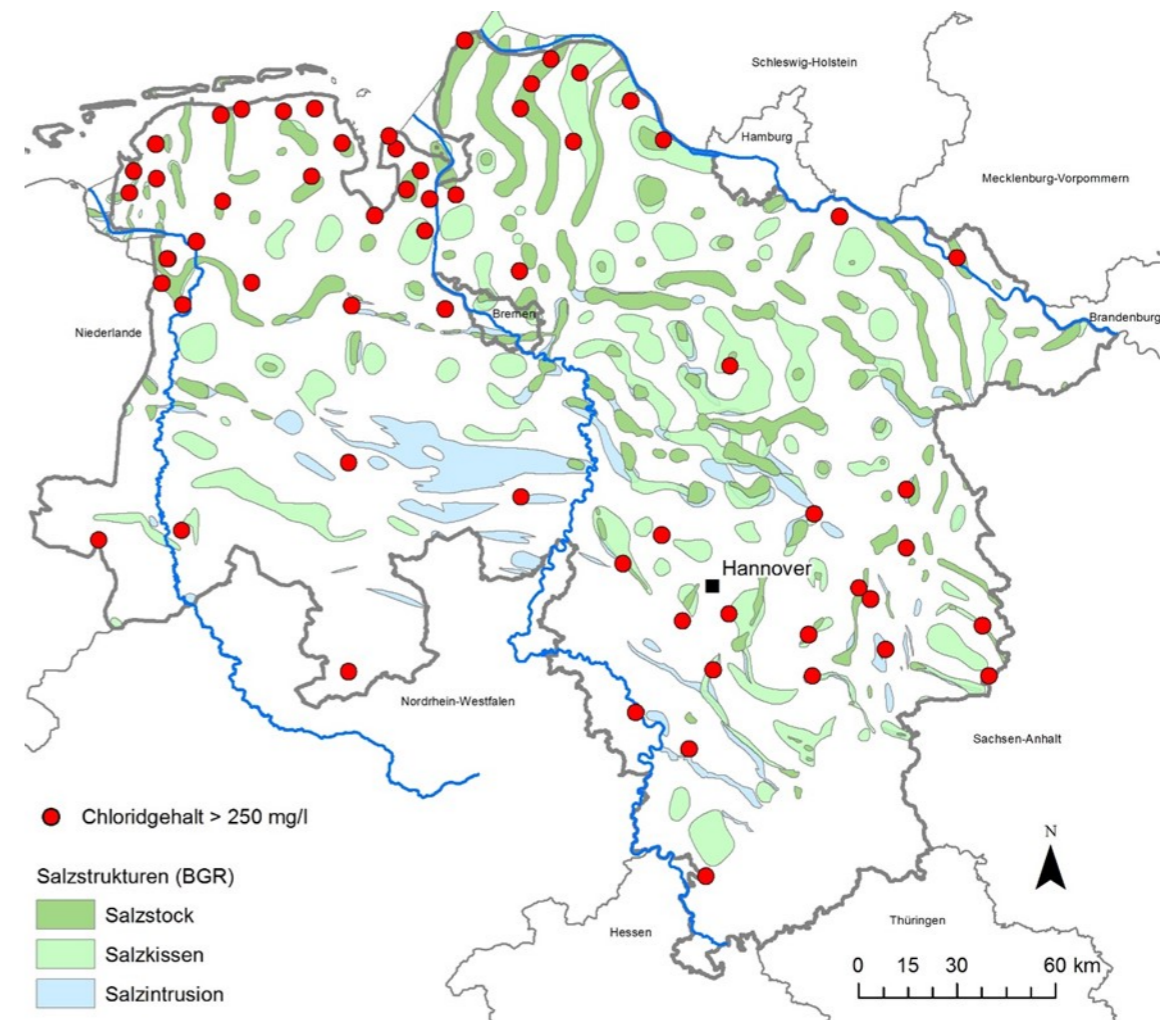 Schleswig-Holstein
Hamburg
Mecklenburg-Vorpommern
Niederlande
Bremen
Brandenburg
Hannover
Nordrhein-Westfalen
Sachsen-Anhalt
Chloridgehalt > 250 mg/l
Salzstrukturen (BGR)
Salzstock
Salzkissen
Salzintrusion
N
Hessen
Thüringen
0 15 30 60 km